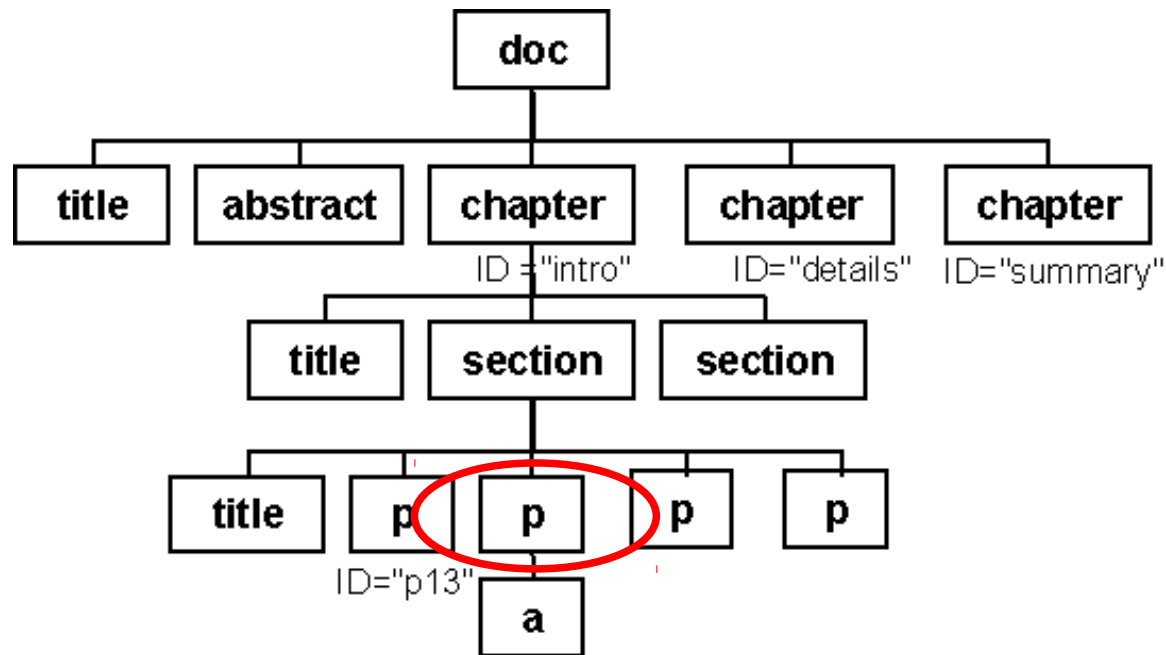 doc
title abstract chapter chapter chapter
ID ="intro" ID="details" ID="summary"
title section section
title p p p p
ID="p13"
a